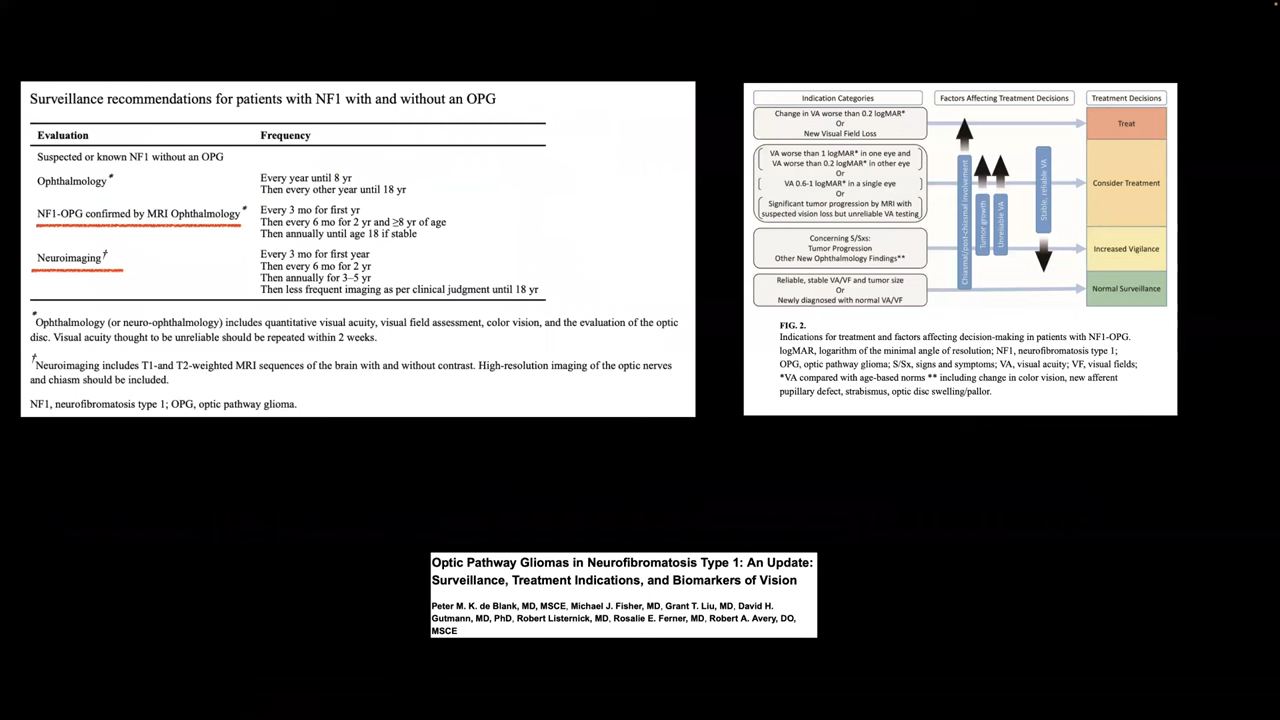 Surveillance recommendations for patients with NF1 with and without an OPG
Evaluation Frequency
Suspected or known NF1 without an OPG
Ophthalmology* Every year until 8 yr
Then every other year until 18 yr
NF1-OPG confirmed by MRI Ophthalmology* Every 3 mo for first yr
Then every 6 mo for 2 yr and ≥8 yr of age
Then annually until age 18 if stable
Neuroimaging† Every 3 mo for first year
Then every 6 mo for 2 yr
Then annually for 3–5 yr
Then less frequent imaging as per clinical judgment until 18 yr
*Ophthalmology (or neuro-ophthalmology) includes quantitative visual acuity, visual field assessment, color vision, and the evaluation of the optic
disc. Visual acuity thought to be unreliable should be repeated within 2 weeks.
†Neuroimaging includes T1-and T2-weighted MRI sequences of the brain with and without contrast. High-resolution imaging of the optic nerves
and chiasm should be included.
NF1, neurofibromatosis type 1; OPG, optic pathway glioma.
Indication Categories
Factors Affecting Treatment Decisions
Treatment Decisions
Change in VA worse than 0.2 logMAR*
Or
New Visual Field Loss
Treat
VA worse than 1 logMAR* in one eye and
VA worse than 0.2 logMAR* in other eye
Or
VA 0.6-1 logMAR* in a single eye
Or
Significant tumor progression by MRI with
suspected vision loss but unreliable VA testing
Consider Treatment
Concerning S/Sxs:
Tumor Progression
Other New Ophthalmology Findings**
Increased Vigilance
Reliable, stable VA/VF and tumor size
Or
Newly diagnosed with normal VA/VF
Normal Surveillance
Chiasmal/post-chiasmal involvement
Tumor growth
Unreliable VA
Stable, reliable VA
FIG. 2.
Indications for treatment and factors affecting decision-making in patients with NF1-OPG.
logMAR, logarithm of the minimal angle of resolution; NF1, neurofibromatosis type 1;
OPG, optic pathway glioma; S/Sx, signs and symptoms; VA, visual acuity; VF, visual fields;
*VA compared with age-based norms ** including change in color vision, new afferent
pupillary defect, strabismus, optic disc swelling/pallor.
Optic Pathway Gliomas in Neurofibromatosis Type 1: An Update:
Surveillance, Treatment Indications, and Biomarkers of Vision
Peter M. K. de Blank, MD, MSCE, Michael J. Fisher, MD, Grant T. Liu, MD, David H.
Gutmann, MD, PhD, Robert Listernick, MD, Rosalie E. Ferner, MD, Robert A. Avery, DO,
MSCE